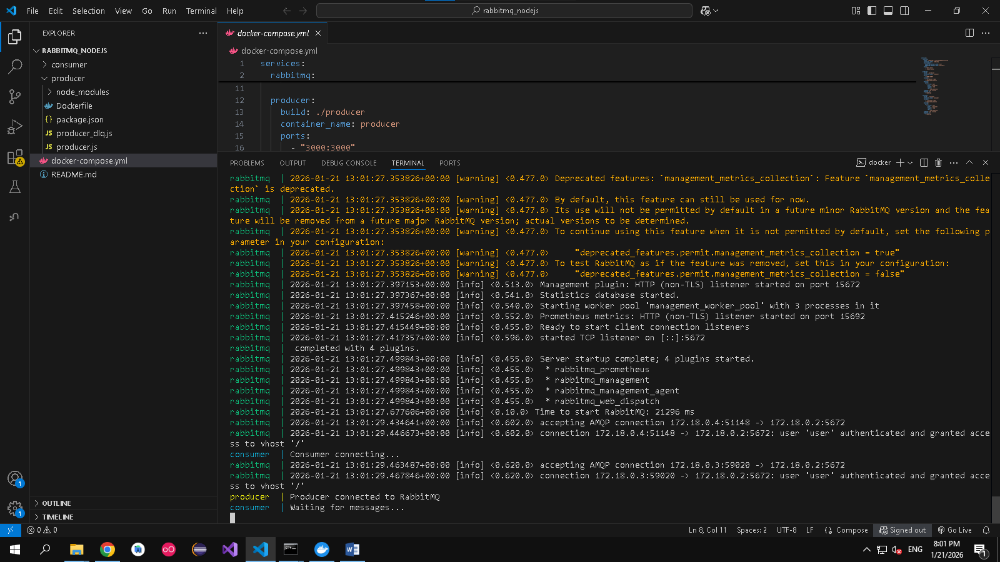 File Edit Selection View Go Run Terminal Help
rabbitmq_nodejs
EXPLORER
RABBITMQ_NODEJS
consumer
producer
node_modules
Dockerfile
{} package.json
JS producer_dlq.js
JS producer.js
docker-compose.yml
README.md
OUTLINE
TIMELINE
docker-compose.yml
docker-compose.yml
1 services:
2 rabbitmq:
11
12 producer:
13 build: ./producer
14 container_name: producer
15 ports:
16 - "3000:3000"
PROBLEMS OUTPUT DEBUG CONSOLE TERMINAL PORTS
docker
rabbitmq | 2026-01-21 13:01:27.353826+00:00 [warning] <0.477.0> Deprecated features: `management_metrics_collection`: Feature `management_metrics_colle
ction` is deprecated.
rabbitmq | 2026-01-21 13:01:27.353826+00:00 [warning] <0.477.0> By default, this feature can still be used for now.
rabbitmq | 2026-01-21 13:01:27.353826+00:00 [warning] <0.477.0> Its use will not be permitted by default in a future minor RabbitMQ version and the fea
ture will be removed from a future major RabbitMQ version; actual versions to be determined.
rabbitmq | 2026-01-21 13:01:27.353826+00:00 [warning] <0.477.0> To continue using this feature when it is not permitted by default, set the following p
arameter in your configuration:
rabbitmq | 2026-01-21 13:01:27.353826+00:00 [warning] <0.477.0> "deprecated_features.permit.management_metrics_collection = true"
rabbitmq | 2026-01-21 13:01:27.353826+00:00 [warning] <0.477.0> To test RabbitMQ as if the feature was removed, set this in your configuration:
rabbitmq | 2026-01-21 13:01:27.353826+00:00 [warning] <0.477.0> "deprecated_features.permit.management_metrics_collection = false"
rabbitmq | 2026-01-21 13:01:27.397153+00:00 [info] <0.513.0> Management plugin: HTTP (non-TLS) listener started on port 15672
rabbitmq | 2026-01-21 13:01:27.397367+00:00 [info] <0.541.0> Statistics database started.
rabbitmq | 2026-01-21 13:01:27.397458+00:00 [info] <0.540.0> Starting worker pool 'management_worker_pool' with 3 processes in it
rabbitmq | 2026-01-21 13:01:27.415246+00:00 [info] <0.552.0> Prometheus metrics: HTTP (non-TLS) listener started on port 15692
rabbitmq | 2026-01-21 13:01:27.415449+00:00 [info] <0.455.0> Ready to start client connection listeners
rabbitmq | 2026-01-21 13:01:27.417357+00:00 [info] <0.596.0> started TCP listener on [::]:5672
rabbitmq | completed with 4 plugins.
rabbitmq | 2026-01-21 13:01:27.499843+00:00 [info] <0.455.0> Server startup complete; 4 plugins started.
rabbitmq | 2026-01-21 13:01:27.499843+00:00 [info] <0.455.0> * rabbitmq_prometheus
rabbitmq | 2026-01-21 13:01:27.499843+00:00 [info] <0.455.0> * rabbitmq_management
rabbitmq | 2026-01-21 13:01:27.499843+00:00 [info] <0.455.0> * rabbitmq_management_agent
rabbitmq | 2026-01-21 13:01:27.499843+00:00 [info] <0.455.0> * rabbitmq_web_dispatch
rabbitmq | 2026-01-21 13:01:27.677606+00:00 [info] <0.10.0> Time to start RabbitMQ: 21296 ms
rabbitmq | 2026-01-21 13:01:29.434641+00:00 [info] <0.602.0> accepting AMQP connection 172.18.0.4:51148 -> 172.18.0.2:5672
rabbitmq | 2026-01-21 13:01:29.446673+00:00 [info] <0.602.0> connection 172.18.0.4:51148 -> 172.18.0.2:5672: user 'user' authenticated and granted acce
ss to vhost '/'
consumer | Consumer connecting...
rabbitmq | 2026-01-21 13:01:29.463487+00:00 [info] <0.620.0> accepting AMQP connection 172.18.0.3:59020 -> 172.18.0.2:5672
rabbitmq | 2026-01-21 13:01:29.467846+00:00 [info] <0.620.0> connection 172.18.0.3:59020 -> 172.18.0.2:5672: user 'user' authenticated and granted acce
ss to vhost '/'
producer | Producer connected to RabbitMQ
consumer | Waiting for messages...
0 0
Ln 8, Col 11 Spaces: 2 UTF-8 LF Compose Signed out Go Live
ENG
8:01 PM
1/21/2026